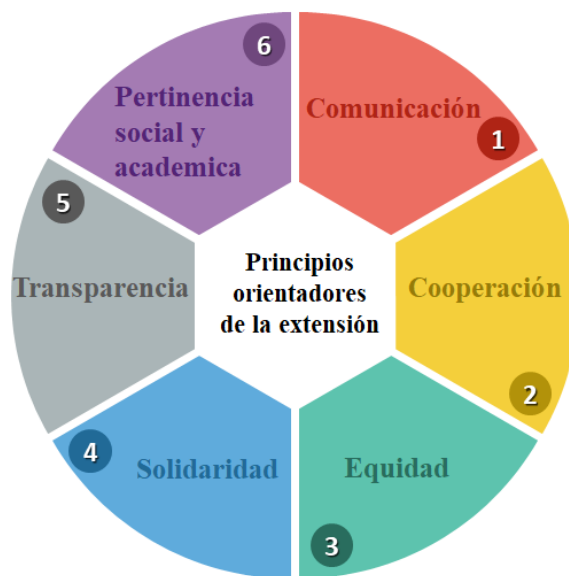 Principios
orientadores
de la extensión
1
Comunicación
2
Cooperación
3
Equidad
4
Solidaridad
5
Transparencia
6
Pertinencia
social y
academica